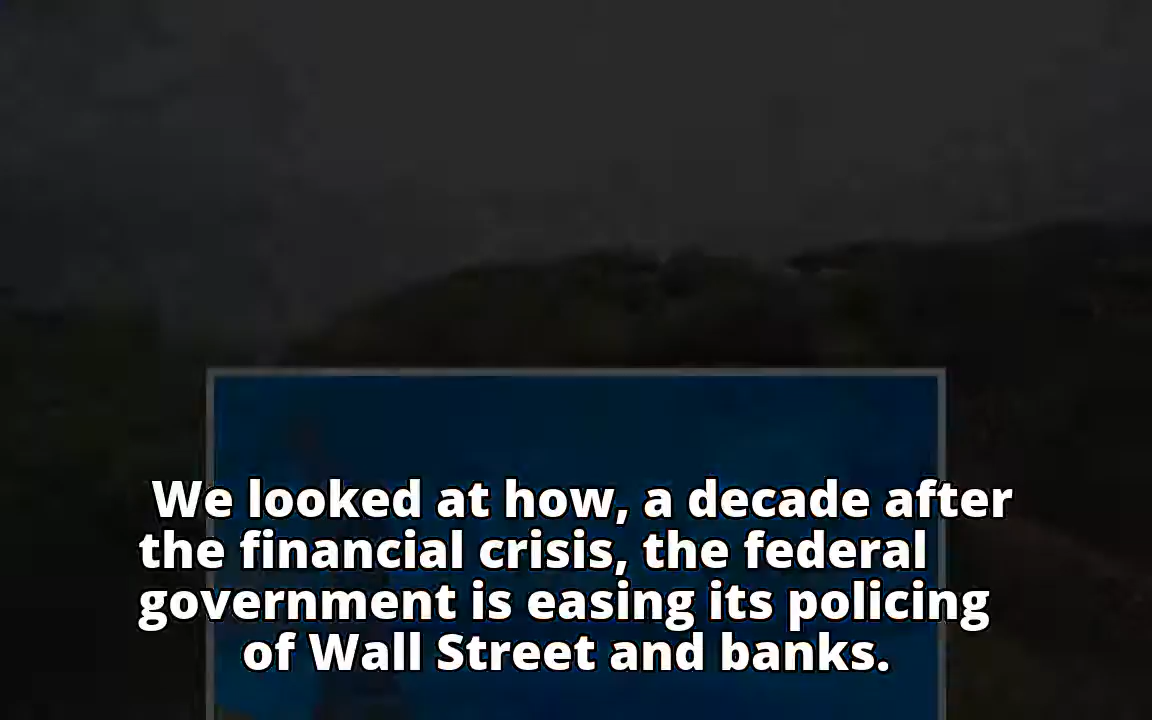 We looked at how, a decade after
the financial crisis, the federal
government is easing its policing
of Wall Street and banks.